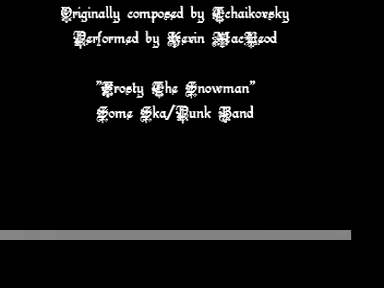 Originally composed by Tchaikovsky
Performed by Kevin MacLeod
"Frosty The Snowman"
Some Ska/Punk Band